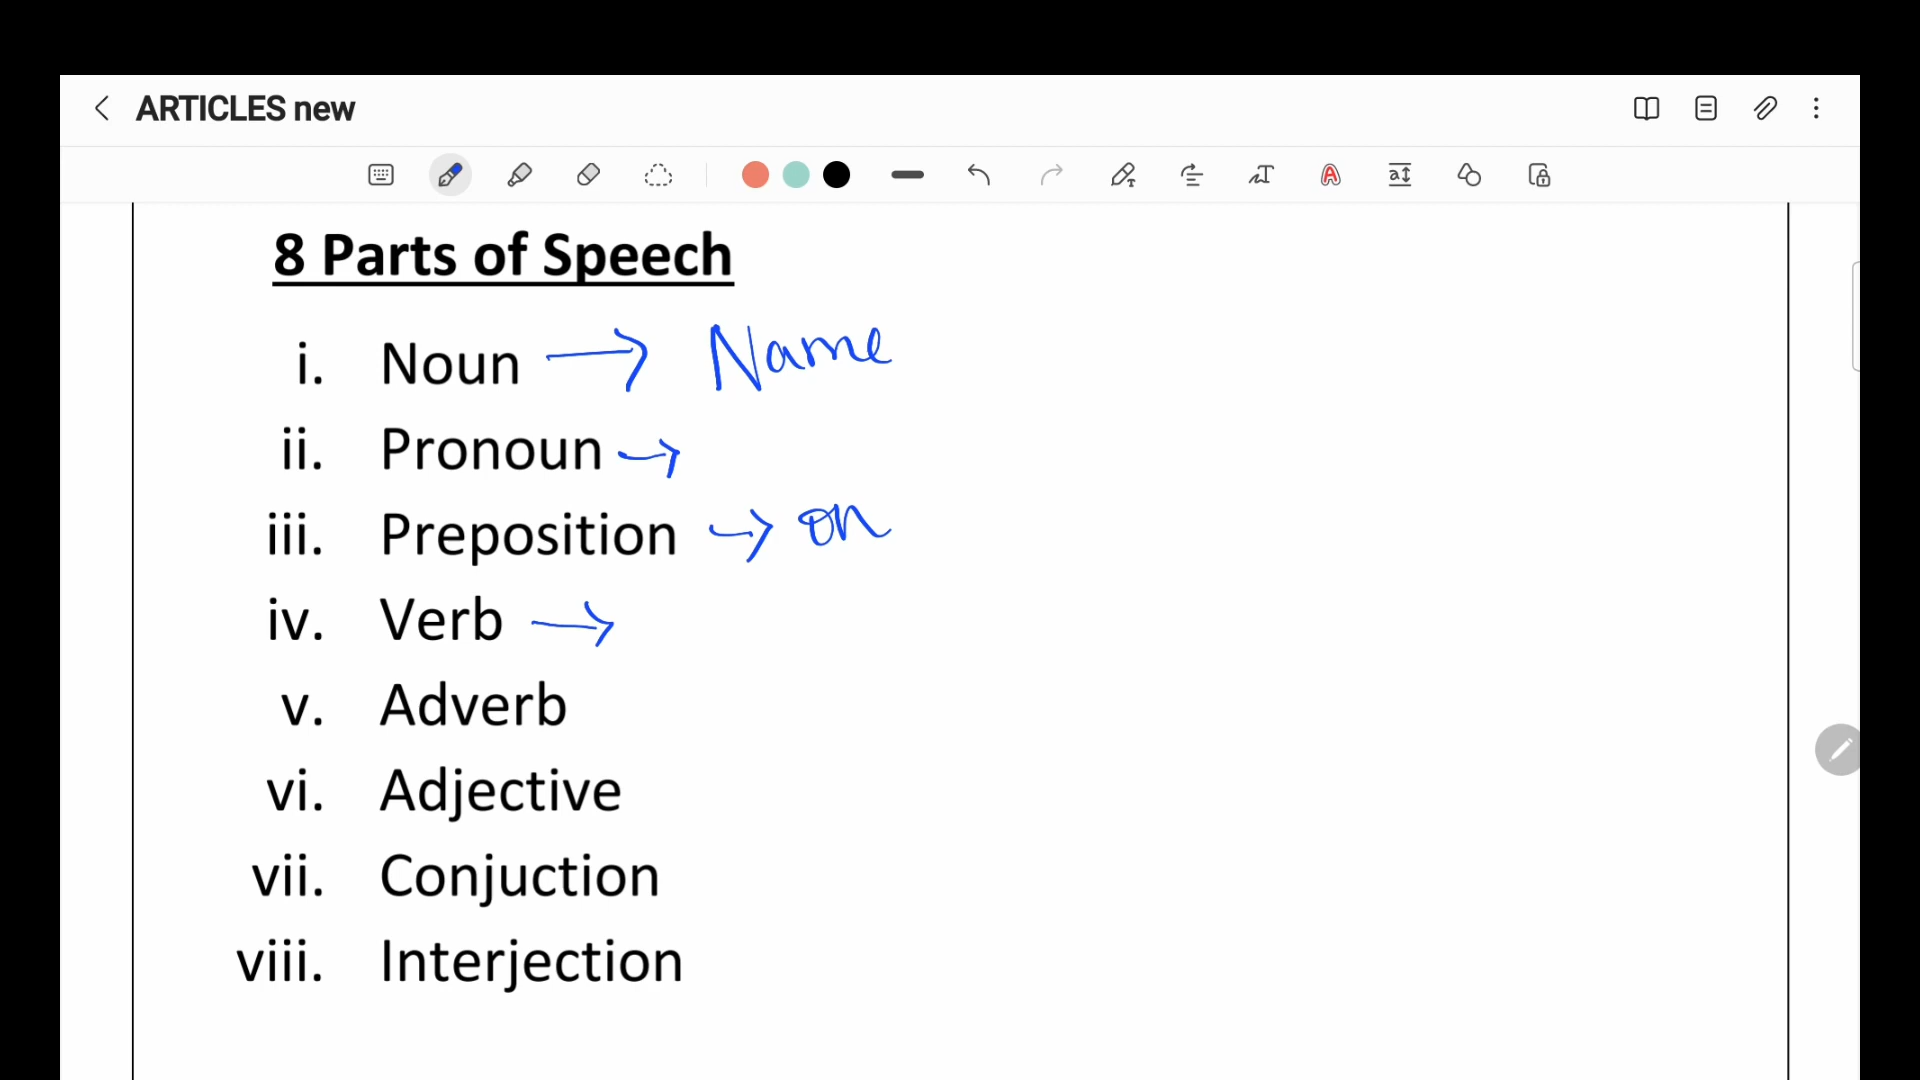 ARTICLES new
8 Parts of Speech
i. Noun → Name
ii. Pronoun →
iii. Preposition → on
iv. Verb →
v. Adverb
vi. Adjective
vii. Conjuction
viii. Interjection